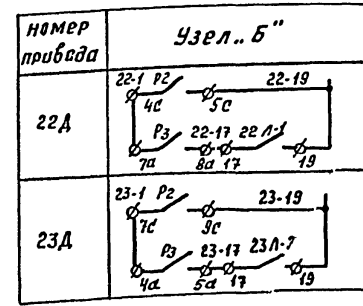 номер привода
Узел „Б"
22Д
22-1 Р2 22-19
4с 5с
Р3 22-17 22Л-1
7а 8а 17 19
23Д
23-1 Р2 23-19
7с 9с
Р3 23-17 23Л-
4а 5а 17 19